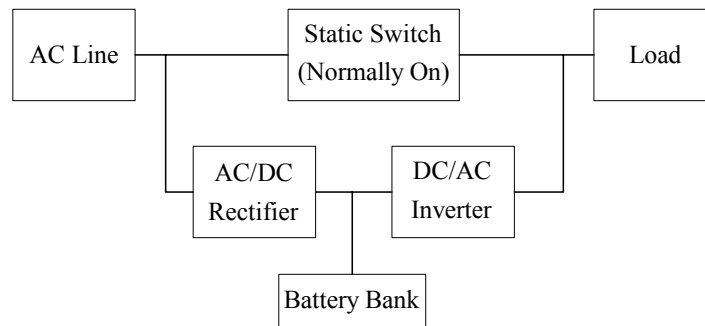 AC Line
Static Switch
(Normally On)
Load
AC/DC
Rectifier
DC/AC
Inverter
Battery Bank